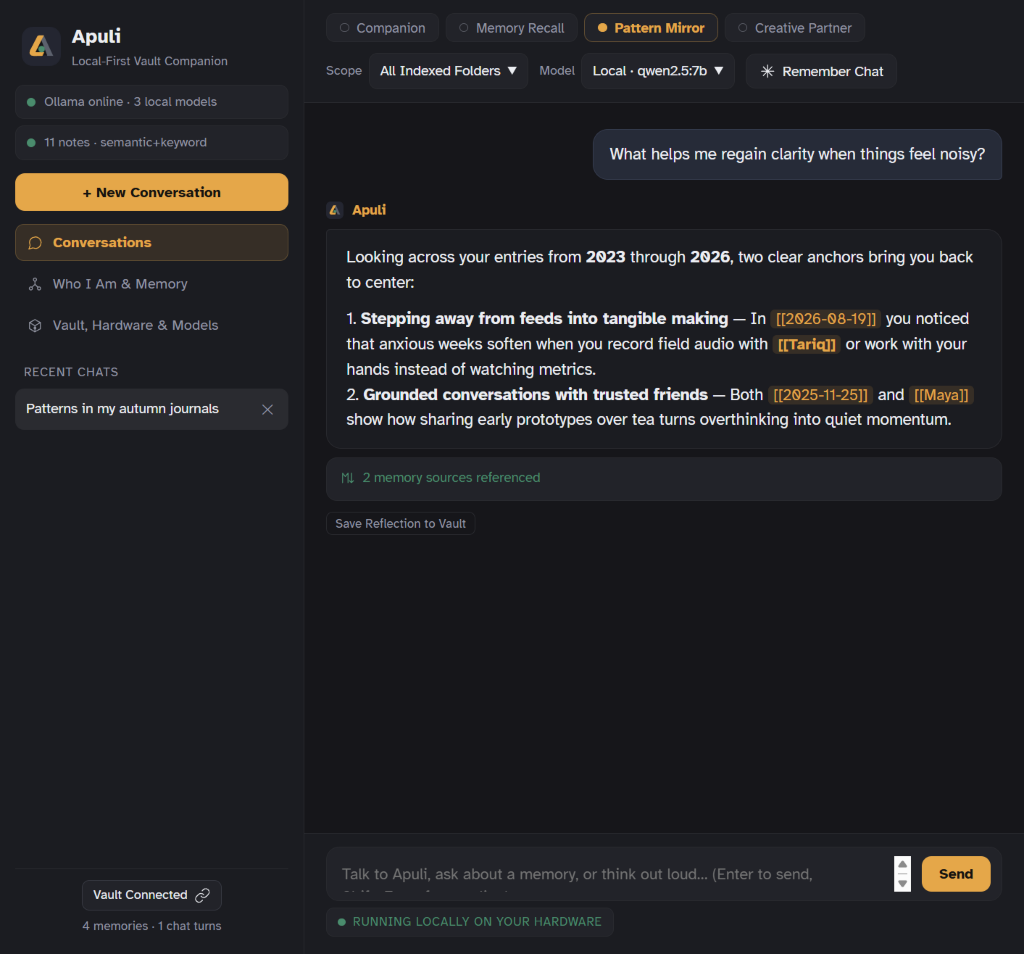 Apuli
Local-First Vault Companion
Ollama online · 3 local models
11 notes · semantic+keyword
+ New Conversation
Conversations
Who I Am & Memory
Vault, Hardware & Models
RECENT CHATS
Patterns in my autumn journals
Vault Connected
4 memories · 1 chat turns
Companion
Memory Recall
Pattern Mirror
Creative Partner
Scope
All Indexed Folders
Model
Local · qwen2.5:7b
Remember Chat
What helps me regain clarity when things feel noisy?
Apuli
Looking across your entries from 2023 through 2026, two clear anchors bring you back
to center:
1. Stepping away from feeds into tangible making — In [[2026-08-19]] you noticed
that anxious weeks soften when you record field audio with [[Tariq]] or work with your
hands instead of watching metrics.
2. Grounded conversations with trusted friends — Both [[2025-11-25]] and [[Maya]]
show how sharing early prototypes over tea turns overthinking into quiet momentum.
2 memory sources referenced
Save Reflection to Vault
Talk to Apuli, ask about a memory, or think out loud... (Enter to send,
Send
RUNNING LOCALLY ON YOUR HARDWARE